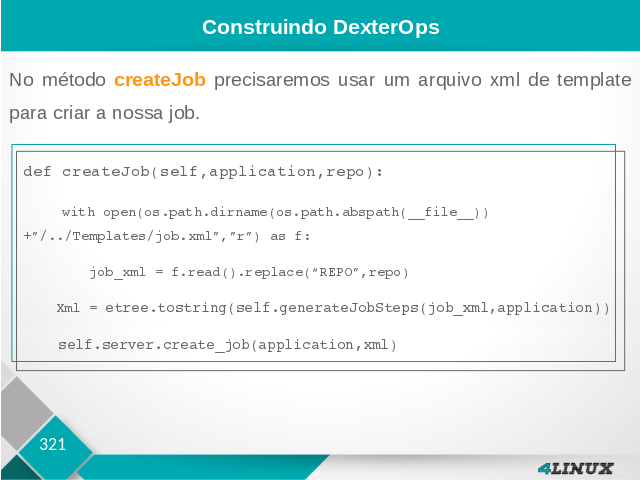 Construindo DexterOps
No método createJob precisaremos usar um arquivo xml de template
para criar a nossa job.
def createJob(self,application,repo):
with open(os.path.dirname(os.path.abspath(__file__))
+”/../Templates/job.xml”,”r”) as f:
job_xml = f.read().replace(“REPO”,repo)
Xml = etree.tostring(self.generateJobSteps(job_xml,application))
self.server.create_job(application,xml)
321
4LINUX